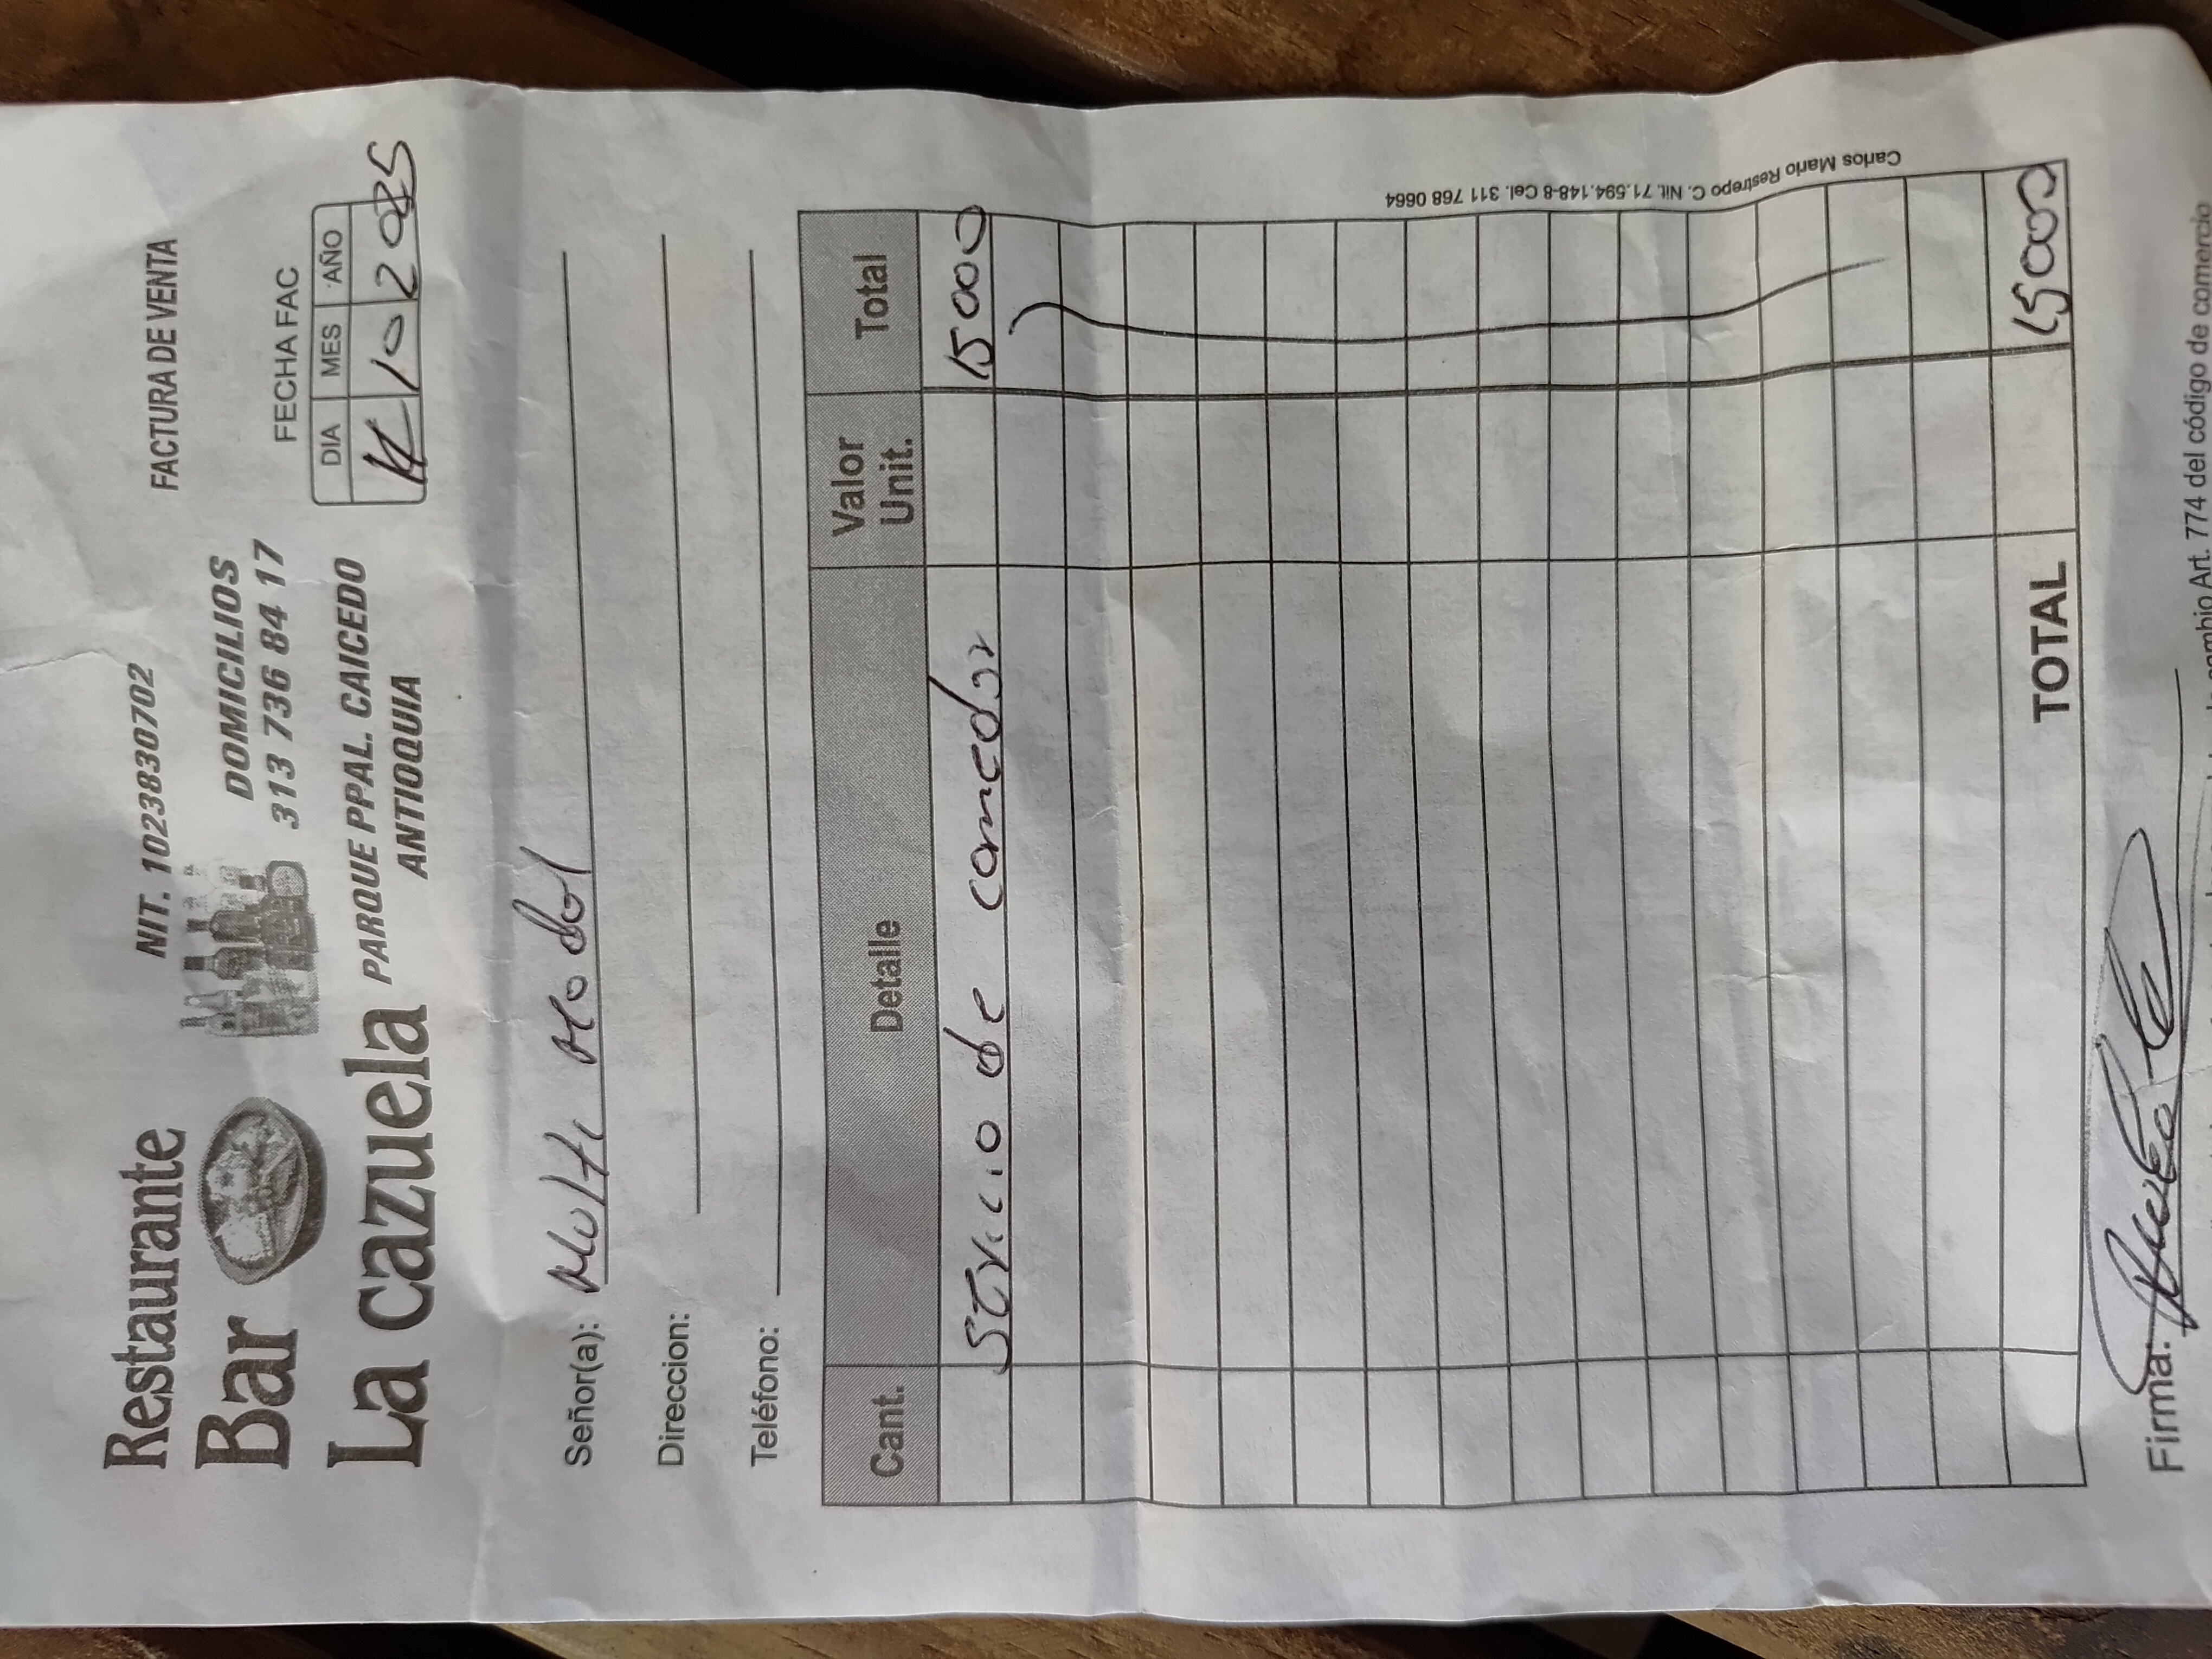 Restaurante
Bar
La Cazuela
NIT. 1023830702
DOMICILIOS
313 736 84 17
PARQUE PPAL. CAICEDO
ANTIOQUIA
FACTURA DE VENTA
FECHA FAC
DIA MES AÑO
10 2025
Señor(a): Multi Modal
Direccion:
Teléfono:
Cant. Detalle Valor Unit. Total
Servicio de comedor 15000
TOTAL 15000
Carlos Mario Restrepo C. Nit. 71.594.148-8 Cel. 311 768 0664
Firma:
cambio Art. 774 del código de comercio